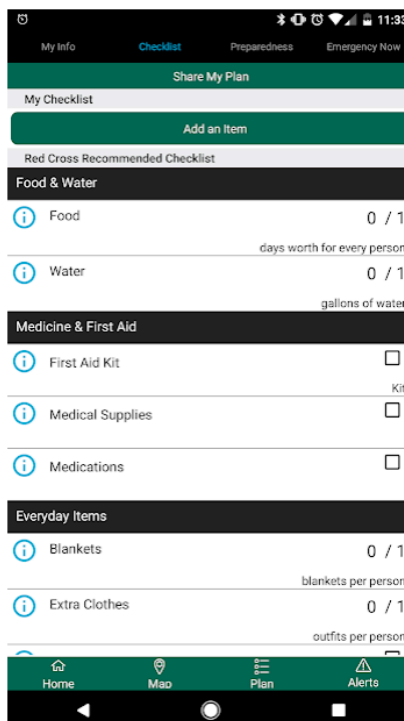 11:33
My Info Checklist Preparedness Emergency Now
Share My Plan
My Checklist
Add an Item
Red Cross Recommended Checklist
Food & Water
Food 0 / 1
days worth for every person
Water 0 / 1
gallons of water
Medicine & First Aid
First Aid Kit
Kit
Medical Supplies
Medications
Everyday Items
Blankets 0 / 1
blankets per person
Extra Clothes 0 / 1
outfits per person
Home Map Plan Alerts